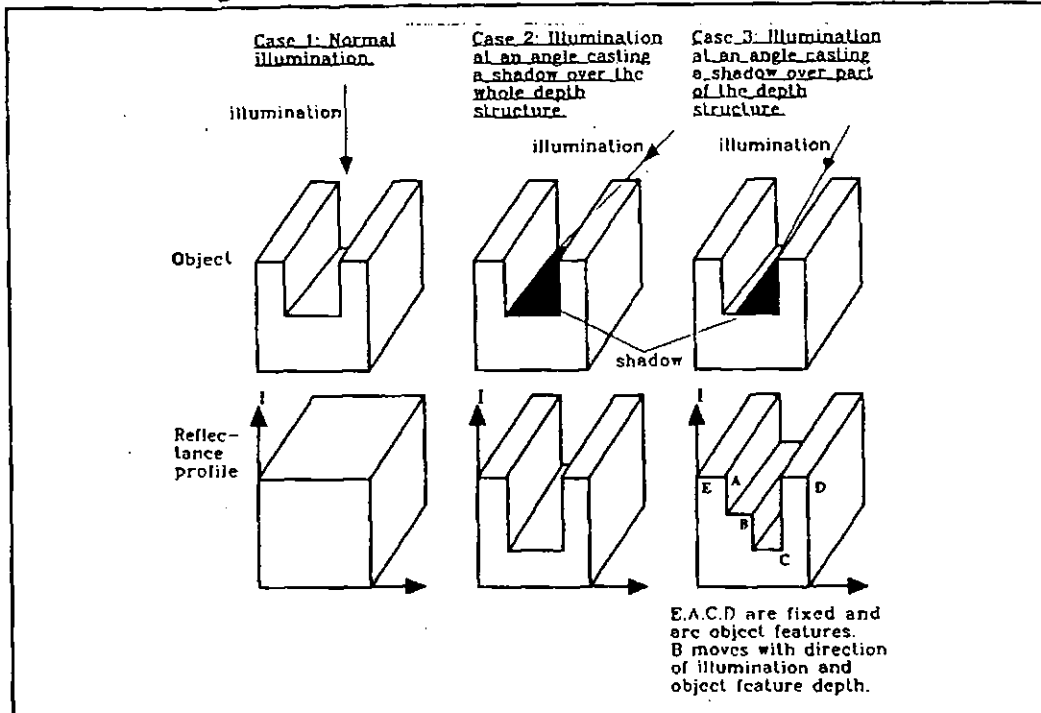 Case 1: Normal
illumination.
Case 2: Illumination
at an angle casting
a shadow over the
whole depth
structure.
Case 3: Illumination
at an angle casting
a shadow over part
of the depth
structure.
illumination
illumination
illumination
Object
shadow
I
I
I
Reflec-
tance
profile
E
A
D
B
C
E.A.C.D are fixed and
are object features.
B moves with direction
of illumination and
object feature depth.